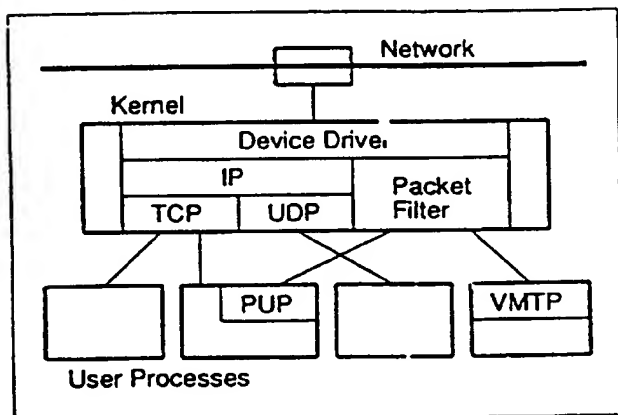 Network
Kernel
Device Drive
IP
Packet
Filter
TCP
UDP
PUP
VMTP
User Processes